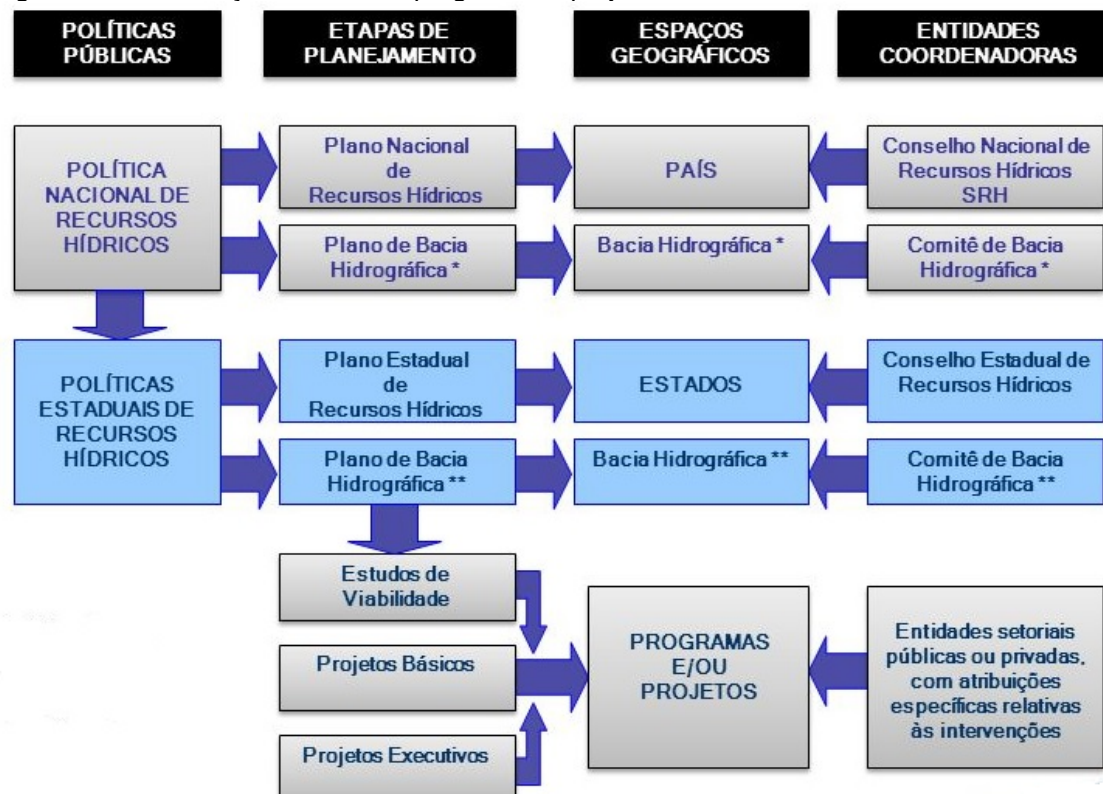 POLÍTICAS
PÚBLICAS
ETAPAS DE
PLANEJAMENTO
ESPAÇOS
GEOGRÁFICOS
ENTIDADES
COORDENADORAS
POLÍTICA
NACIONAL DE
RECURSOS
HÍDRICOS
Plano Nacional
de
Recursos Hídricos
PAÍS
Conselho Nacional de
Recursos Hídricos
SRH
Plano de Bacia
Hidrográfica *
Bacia Hidrográfica *
Comitê de Bacia
Hidrográfica *
POLÍTICAS
ESTADUAIS DE
RECURSOS
HÍDRICOS
Plano Estadual
de
Recursos Hídricos
ESTADOS
Conselho Estadual de
Recursos Hídricos
Plano de Bacia
Hidrográfica **
Bacia Hidrográfica **
Comitê de Bacia
Hidrográfica **
Estudos de
Viabilidade
Projetos Básicos
Projetos Executivos
PROGRAMAS
E/OU
PROJETOS
Entidades setoriais
públicas ou privadas,
com atribuições
específicas relativas
às intervenções